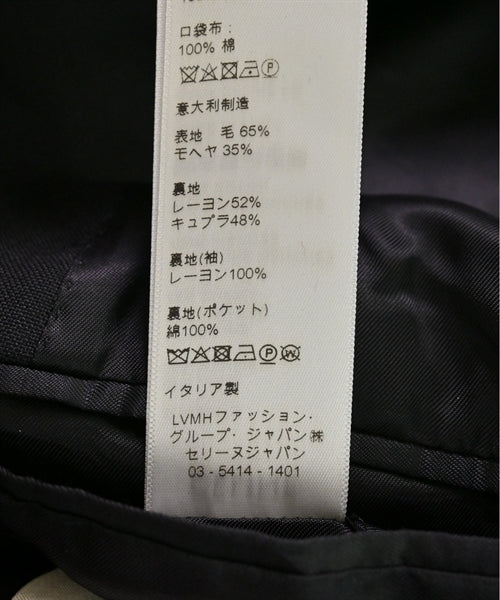 口袋布：
100% 棉
意大利制造
表地　毛 65%
モヘヤ 35%
裏地
レーヨン52%
キュプラ48%
裏地(袖)
レーヨン100%
裏地(ポケット)
綿100%
イタリア製
LVMHファッション・
グループ・ジャパン㈱
セリーヌジャパン
03 - 5414 - 1401